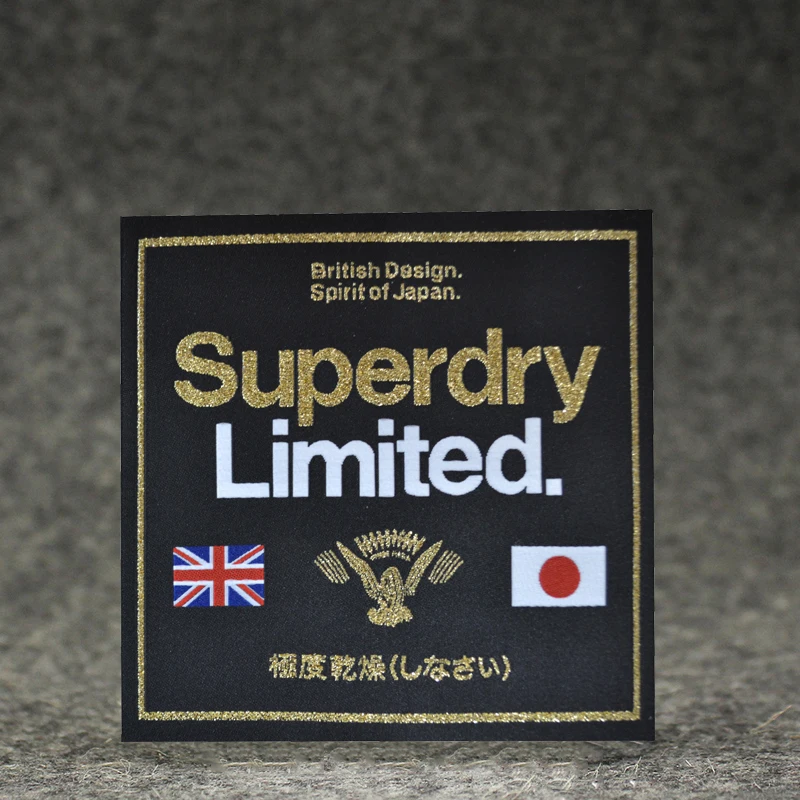 British Design.
Spirit of Japan.
Superdry
Limited.
極度乾燥(しなさい)